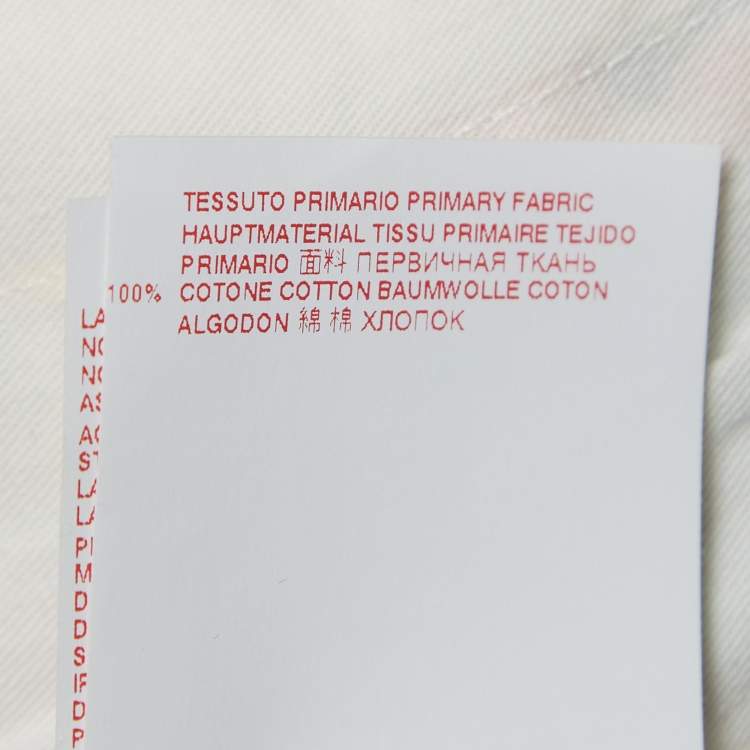 TESSUTO PRIMARIO PRIMARY FABRIC
HAUPTMATERIAL TISSU PRIMAIRE TEJIDO
PRIMARIO 面料 ПЕРВИЧНАЯ ТКАНЬ
100% COTONE COTTON BAUMWOLLE COTON
ALGODON 綿 棉 ХЛОПОК